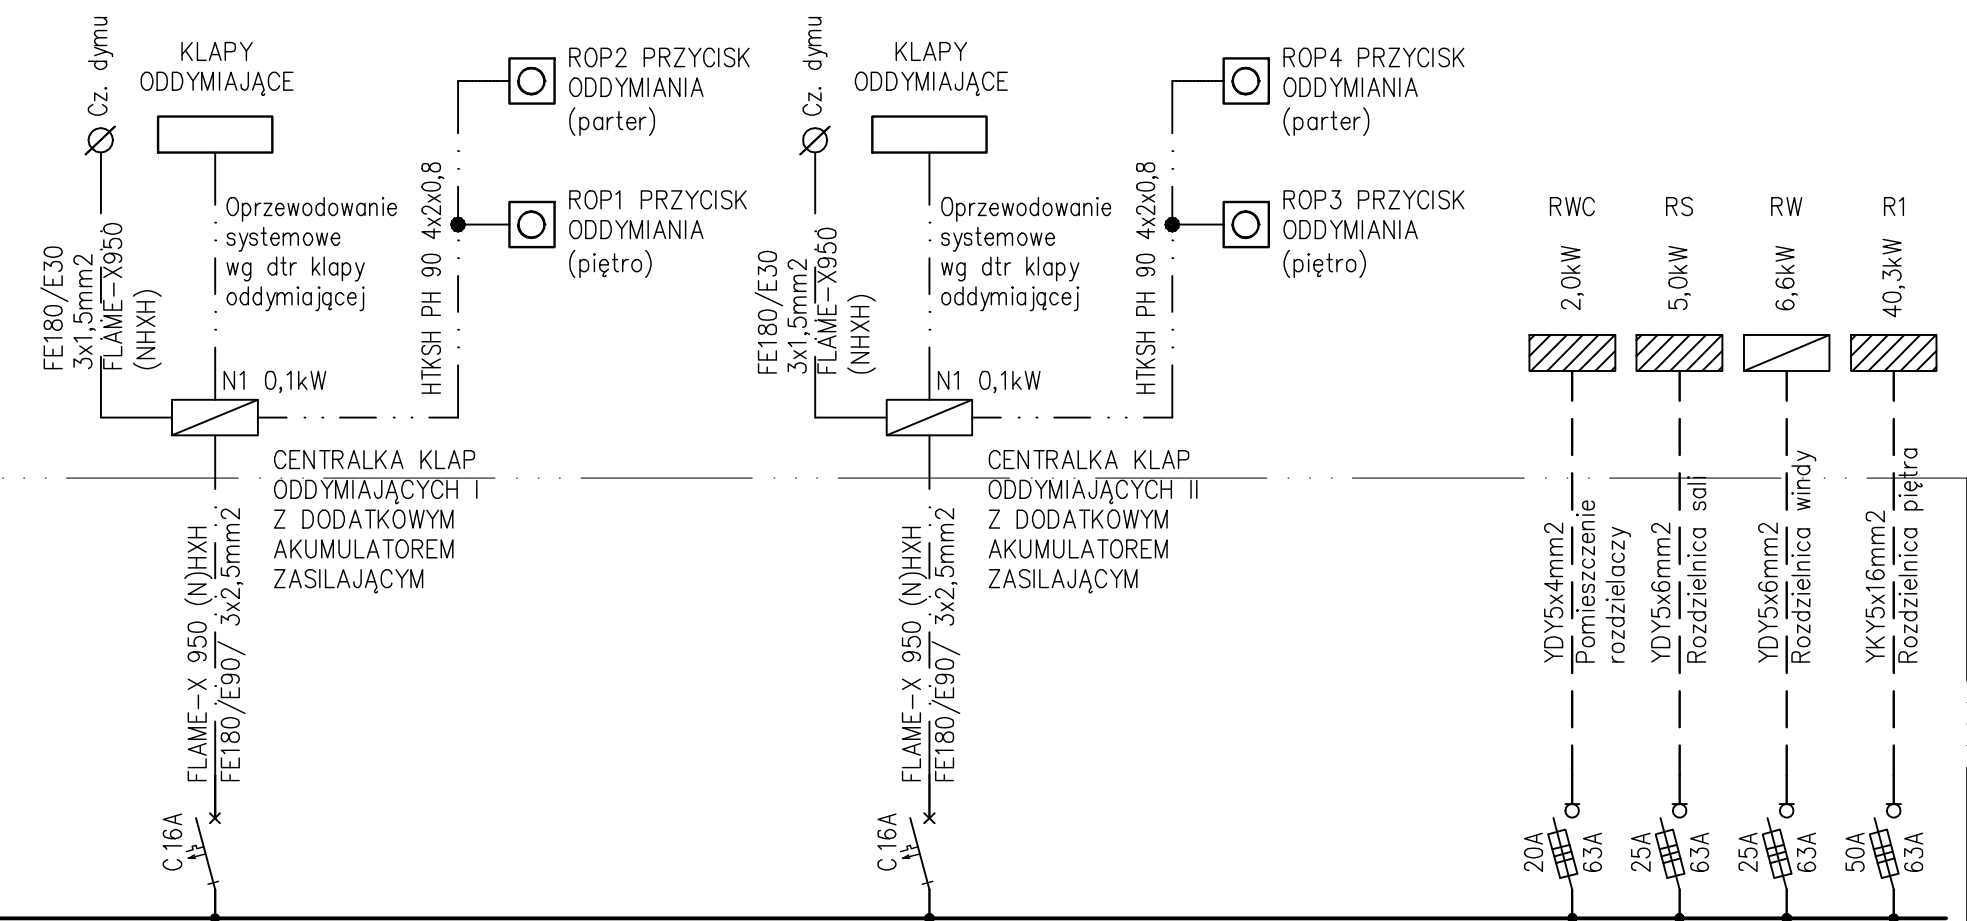 Cz. dymu
KLAPY
ODDYMIAJĄCE
ROP2 PRZYCISK
ODDYMIANIA
(parter)
ROP1 PRZYCISK
ODDYMIANIA
(piętro)
Oprzewodowanie
systemowe
wg dtr klapy
oddymiającej
HTKSH PH 90 4x2x0,8
FE180/E30
3x1,5mm2
FLAME-X950
(NHXH)
N1 0,1kW
CENTRALKA KLAP
ODDYMIAJĄCYCH I
Z DODATKOWYM
AKUMULATOREM
ZASILAJĄCYM
FLAME-X 950 (N)HXH
FE180/E90/ 3x2,5mm2
C16A
Cz. dymu
KLAPY
ODDYMIAJĄCE
ROP4 PRZYCISK
ODDYMIANIA
(parter)
ROP3 PRZYCISK
ODDYMIANIA
(piętro)
Oprzewodowanie
systemowe
wg dtr klapy
oddymiającej
HTKSH PH 90 4x2x0,8
FE180/E30
3x1,5mm2
FLAME-X950
(NHXH)
N1 0,1kW
CENTRALKA KLAP
ODDYMIAJĄCYCH II
Z DODATKOWYM
AKUMULATOREM
ZASILAJĄCYM
FLAME-X 950 (N)HXH
FE180/E90/ 3x2,5mm2
C16A
RWC
2,0kW
YDY5x4mm2
Pomieszczenie
rozdzielaczy
20A
63A
RS
5,0kW
YDY5x6mm2
Rozdzielnica sali
25A
63A
RW
6,6kW
YDY5x6mm2
Rozdzielnica windy
25A
63A
R1
40,3kW
YKY5x16mm2
Rozdzielnica piętra
50A
63A